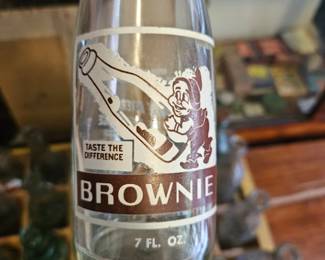 TASTE THE
DIFFERENCE
BROWNIE
7 FL. OZ.